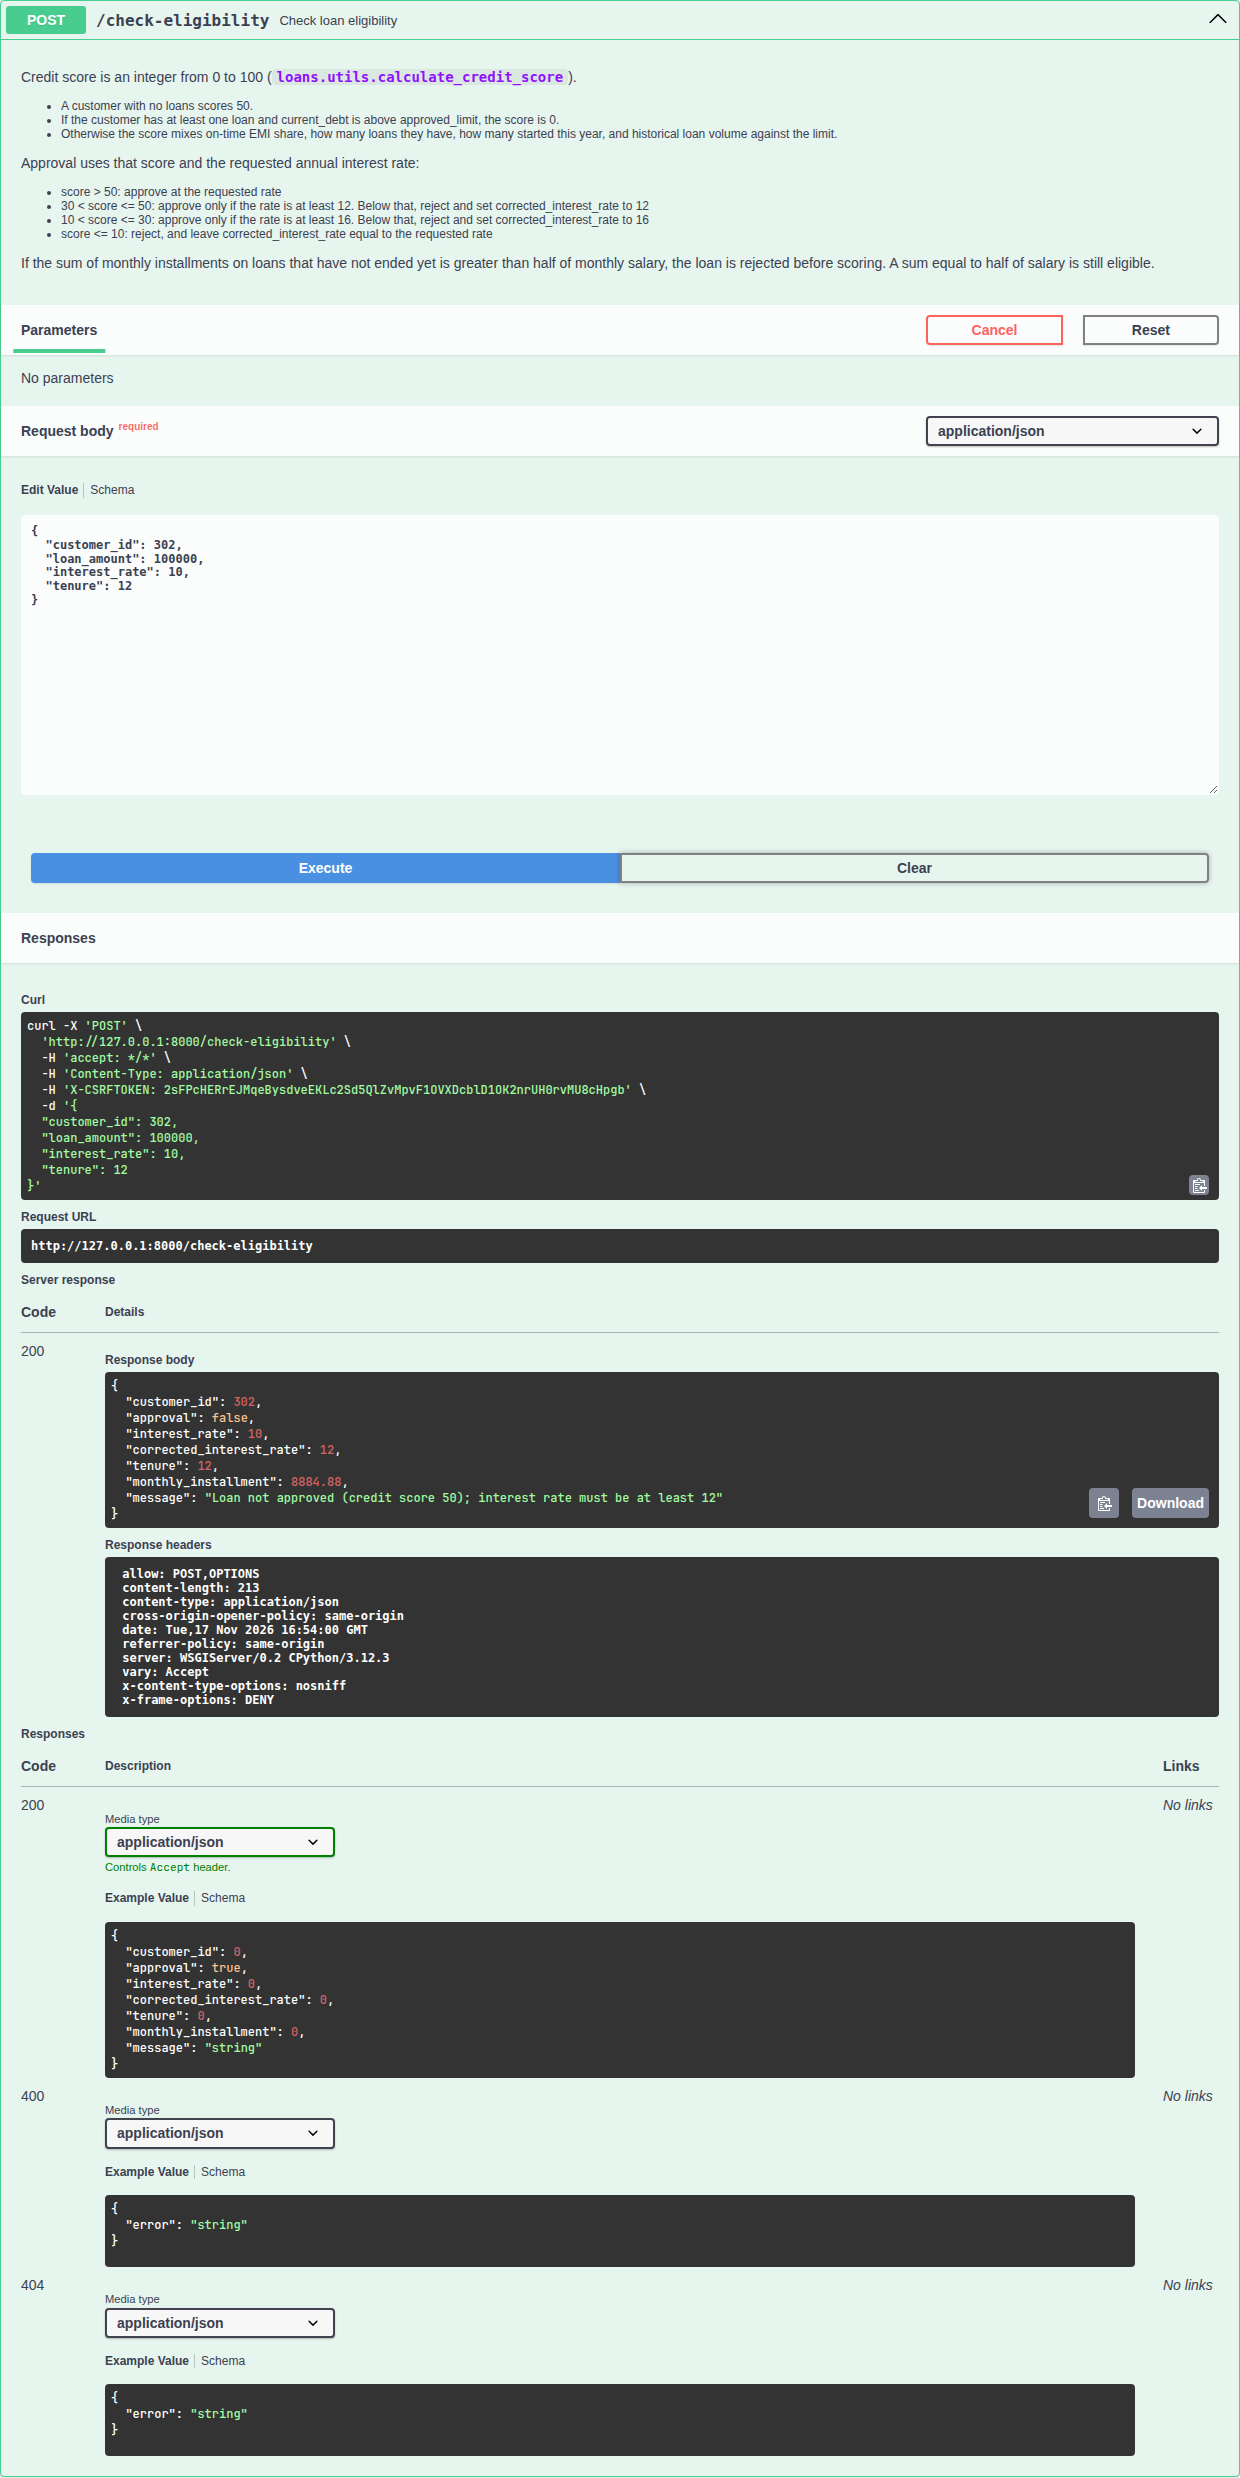 POST /check-eligibility Check loan eligibility
Credit score is an integer from 0 to 100 ( loans.utils.calculate_credit_score ).
• A customer with no loans scores 50.
• If the customer has at least one loan and current_debt is above approved_limit, the score is 0.
• Otherwise the score mixes on-time EMI share, how many loans they have, how many started this year, and historical loan volume against the limit.
Approval uses that score and the requested annual interest rate:
• score > 50: approve at the requested rate
• 30 < score <= 50: approve only if the rate is at least 12. Below that, reject and set corrected_interest_rate to 12
• 10 < score <= 30: approve only if the rate is at least 16. Below that, reject and set corrected_interest_rate to 16
• score <= 10: reject, and leave corrected_interest_rate equal to the requested rate
If the sum of monthly installments on loans that have not ended yet is greater than half of monthly salary, the loan is rejected before scoring. A sum equal to half of salary is still eligible.
Parameters Cancel Reset
No parameters
Request body required application/json
Edit Value Schema
{
  "customer_id": 302,
  "loan_amount": 100000,
  "interest_rate": 10,
  "tenure": 12
}
Execute Clear
Responses
Curl
curl -X 'POST' \
  'http://127.0.0.1:8000/check-eligibility' \
  -H 'accept: */*' \
  -H 'Content-Type: application/json' \
  -H 'X-CSRFTOKEN: 2sFPcHERrEJMqeBysdveEKLc2Sd5QlZvMpvF1OVXDcblD1OK2nrUH0rvMU8cHpgb' \
  -d '{
  "customer_id": 302,
  "loan_amount": 100000,
  "interest_rate": 10,
  "tenure": 12
}'
Request URL
http://127.0.0.1:8000/check-eligibility
Server response
Code Details
200
Response body
{
  "customer_id": 302,
  "approval": false,
  "interest_rate": 10,
  "corrected_interest_rate": 12,
  "tenure": 12,
  "monthly_installment": 8884.88,
  "message": "Loan not approved (credit score 50); interest rate must be at least 12"
}
Download
Response headers
allow: POST,OPTIONS
content-length: 213
content-type: application/json
cross-origin-opener-policy: same-origin
date: Tue,17 Nov 2026 16:54:00 GMT
referrer-policy: same-origin
server: WSGIServer/0.2 CPython/3.12.3
vary: Accept
x-content-type-options: nosniff
x-frame-options: DENY
Responses
Code Description Links
200 No links
Media type
application/json
Controls Accept header.
Example Value Schema
{
  "customer_id": 0,
  "approval": true,
  "interest_rate": 0,
  "corrected_interest_rate": 0,
  "tenure": 0,
  "monthly_installment": 0,
  "message": "string"
}
400 No links
Media type
application/json
Example Value Schema
{
  "error": "string"
}
404 No links
Media type
application/json
Example Value Schema
{
  "error": "string"
}